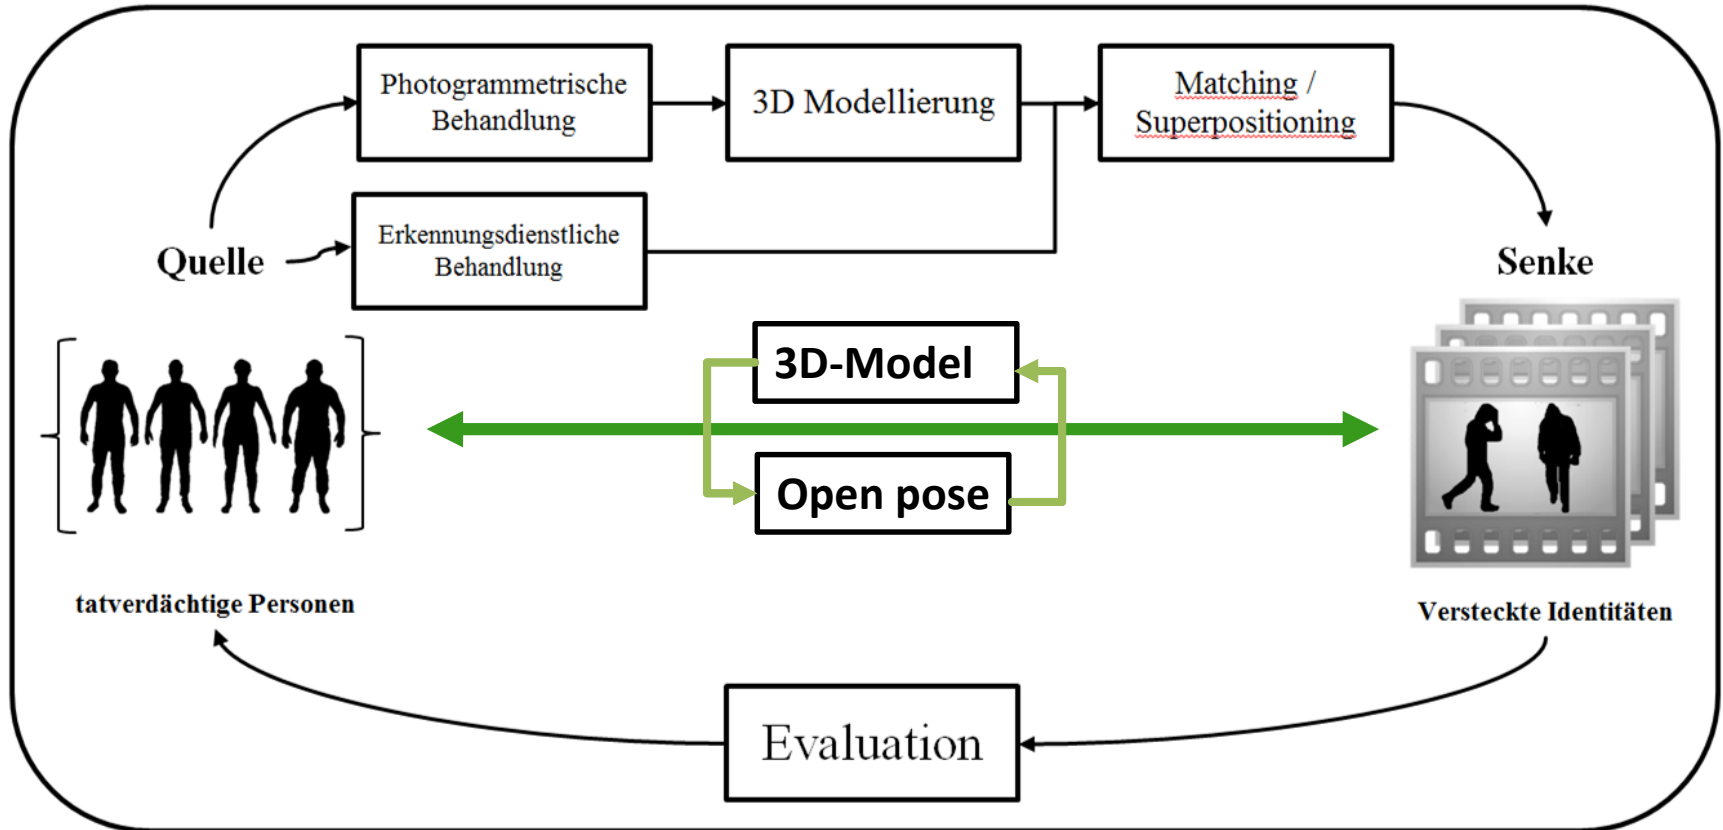 Photogrammetrische
Behandlung
3D Modellierung
Matching /
Superpositioning
Erkennungsdienstliche
Behandlung
Quelle
Senke
3D-Model
Open pose
tatverdächtige Personen
Versteckte Identitäten
Evaluation